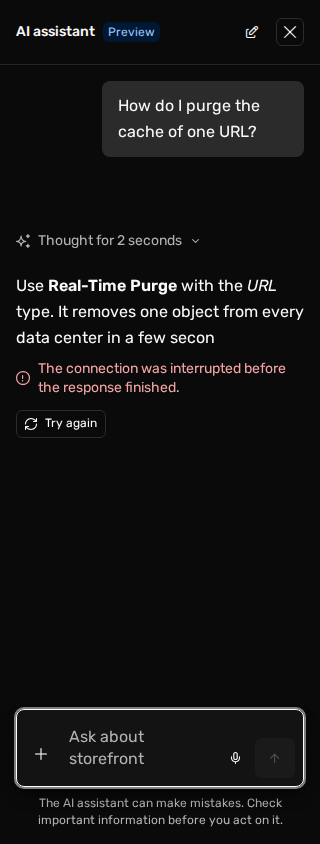 AI assistant Preview
How do I purge the
cache of one URL?
Thought for 2 seconds
Use Real-Time Purge with the URL
type. It removes one object from every
data center in a few secon
The connection was interrupted before
the response finished.
Try again
Ask about
storefront
The AI assistant can make mistakes. Check
important information before you act on it.